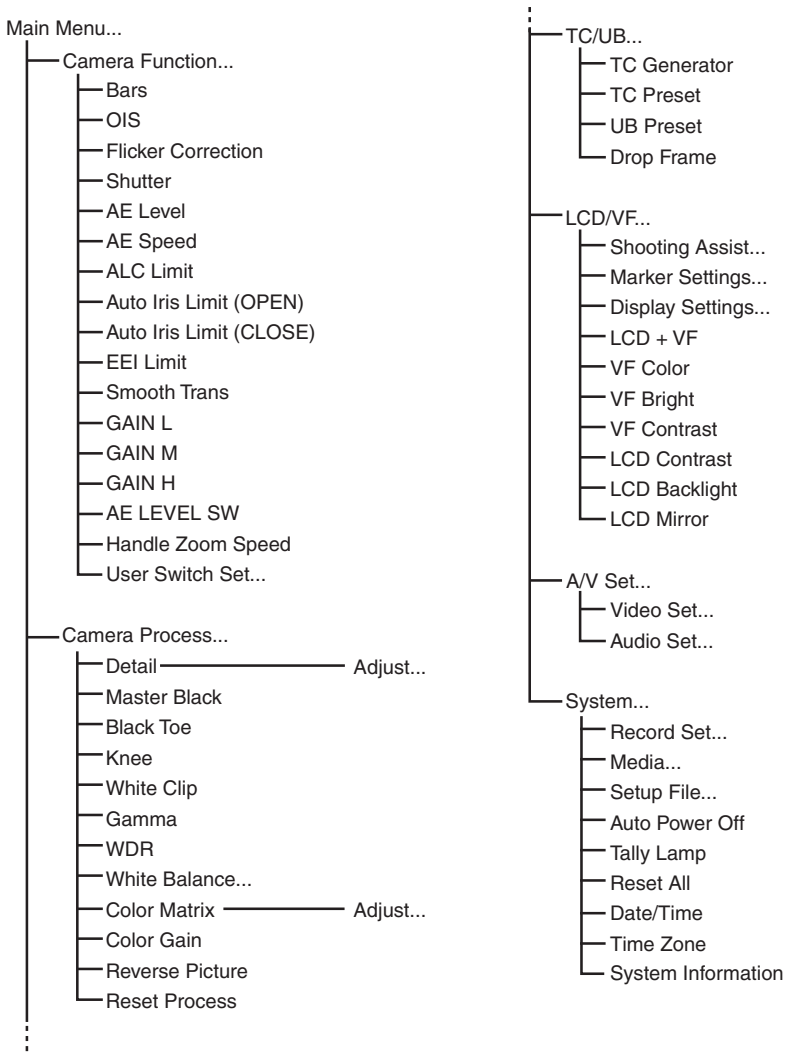 Main Menu...
Camera Function...
Bars
OIS
Flicker Correction
Shutter
AE Level
AE Speed
ALC Limit
Auto Iris Limit (OPEN)
Auto Iris Limit (CLOSE)
EEI Limit
Smooth Trans
GAIN L
GAIN M
GAIN H
AE LEVEL SW
Handle Zoom Speed
User Switch Set...
Camera Process...
Detail Adjust...
Master Black
Black Toe
Knee
White Clip
Gamma
WDR
White Balance...
Color Matrix Adjust...
Color Gain
Reverse Picture
Reset Process
TC/UB...
TC Generator
TC Preset
UB Preset
Drop Frame
LCD/VF...
Shooting Assist...
Marker Settings...
Display Settings...
LCD + VF
VF Color
VF Bright
VF Contrast
LCD Contrast
LCD Backlight
LCD Mirror
A/V Set...
Video Set...
Audio Set...
System...
Record Set...
Media...
Setup File...
Auto Power Off
Tally Lamp
Reset All
Date/Time
Time Zone
System Information